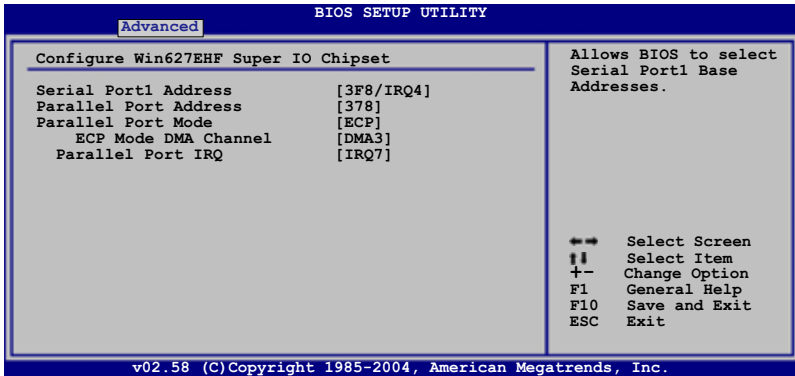 BIOS SETUP UTILITY
Advanced
Configure Win627EHF Super IO Chipset
Serial Port1 Address [3F8/IRQ4]
Parallel Port Address [378]
Parallel Port Mode [ECP]
ECP Mode DMA Channel [DMA3]
Parallel Port IRQ [IRQ7]
Allows BIOS to select
Serial Port1 Base
Addresses.
←→ Select Screen
↑↓ Select Item
+- Change Option
F1 General Help
F10 Save and Exit
ESC Exit
v02.58 (C)Copyright 1985-2004, American Megatrends, Inc.